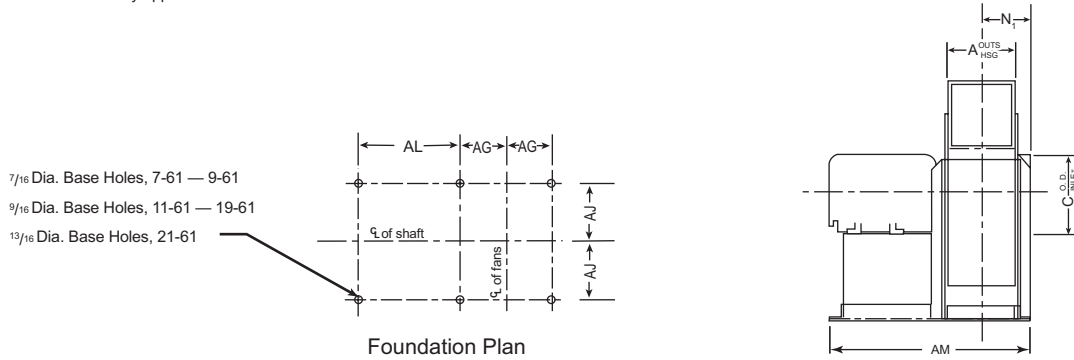 N₁
A OUTS HSG
AL AG AG
7/16 Dia. Base Holes, 7-61 — 9-61
9/16 Dia. Base Holes, 11-61 — 19-61
13/16 Dia. Base Holes, 21-61
AJ
AJ
℄ of shaft
℄ of fans
C O.D. INLET
Foundation Plan
AM